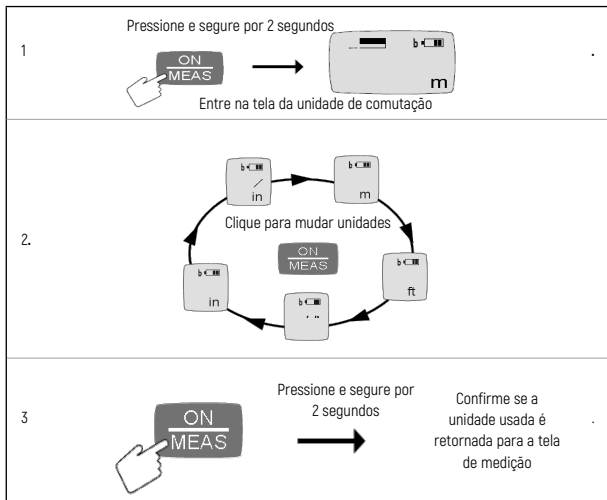 1
Pressione e segure por 2 segundos
ON
MEAS
b
m
.
Entre na tela da unidade de comutação
2.
b
in
b
m
Clique para mudar unidades
ON
MEAS
b
in
b
ft
b
' "
3
ON
MEAS
Pressione e segure por
2 segundos
Confirme se a
unidade usada é
retornada para a tela
de medição
.